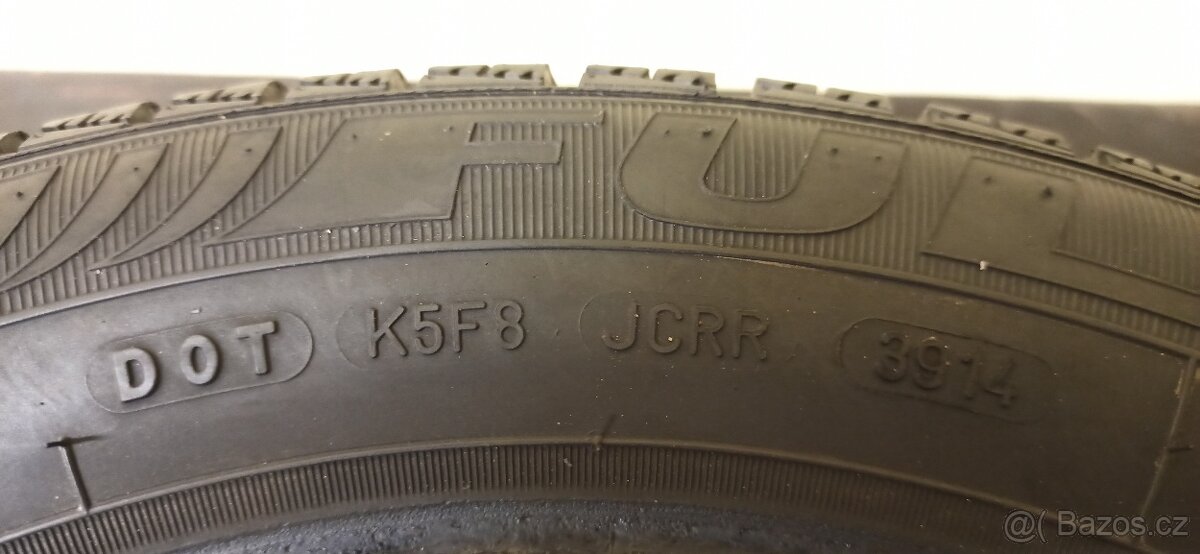 FUL
DOT K5F8 JCRR 3914
@( Bazos.cz